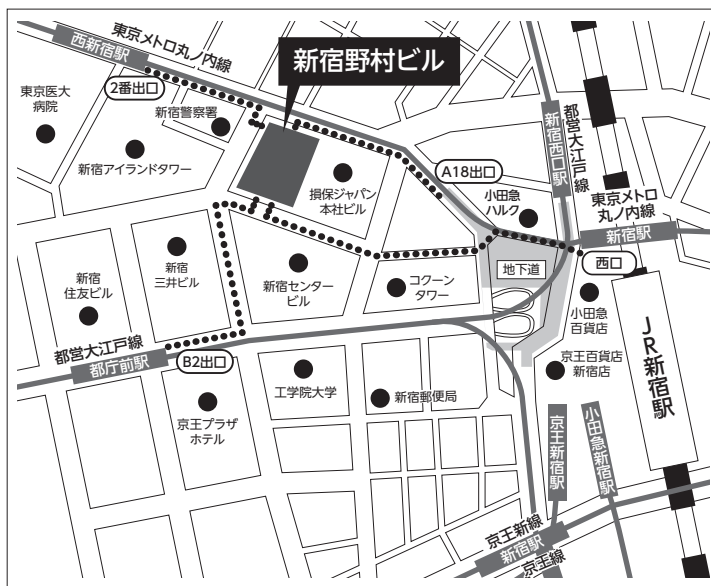 東京メトロ丸ノ内線
西新宿駅
新宿野村ビル
2番出口
東京医大
病院
新宿警察署
新宿アイランドタワー
損保ジャパン
本社ビル
A18出口
小田急
ハルク
新宿西口駅
都営大江戸線
東京メトロ
丸ノ内線
新宿駅
西口
地下道
新宿
住友ビル
新宿
三井ビル
新宿センター
ビル
コクーン
タワー
小田急
百貨店
京王百貨店
新宿店
JR新宿駅
都営大江戸線
都庁前駅
B2出口
京王プラザ
ホテル
工学院大学
新宿郵便局
京王新宿駅
小田急新宿駅
京王新線
新宿駅
京王線